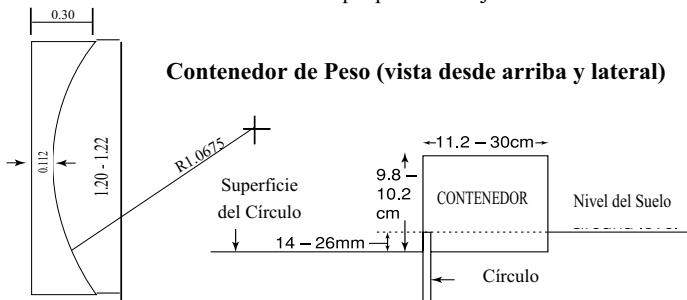 0.30
Contenedor de Peso (vista desde arriba y lateral)
0.112
1.20 - 1.22
R1.0675
11.2 – 30cm
9.8 –
10.2
cm
CONTENEDOR
Superficie
del Círculo
Nivel del Suelo
14 – 26mm
Círculo